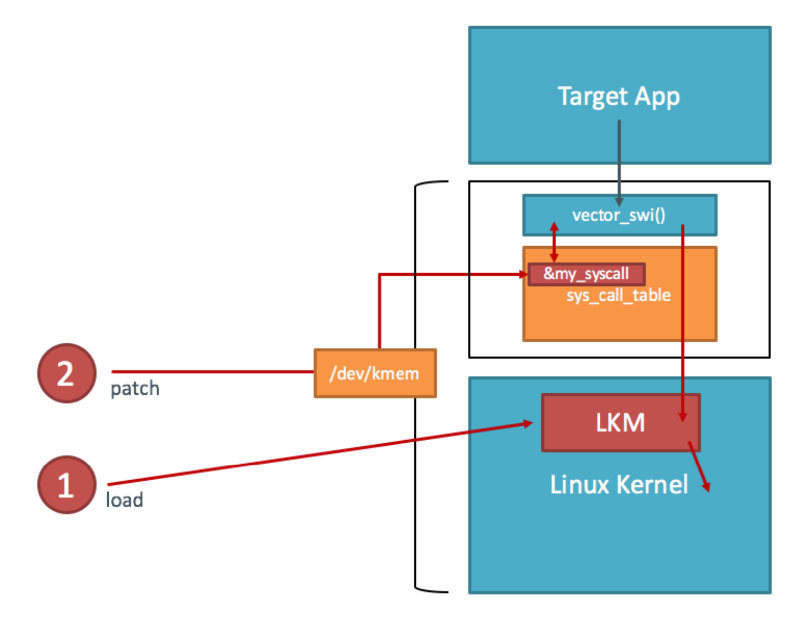 Target App
vector_swi()
&my_syscall
sys_call_table
/dev/kmem
2
patch
LKM
1
load
Linux Kernel